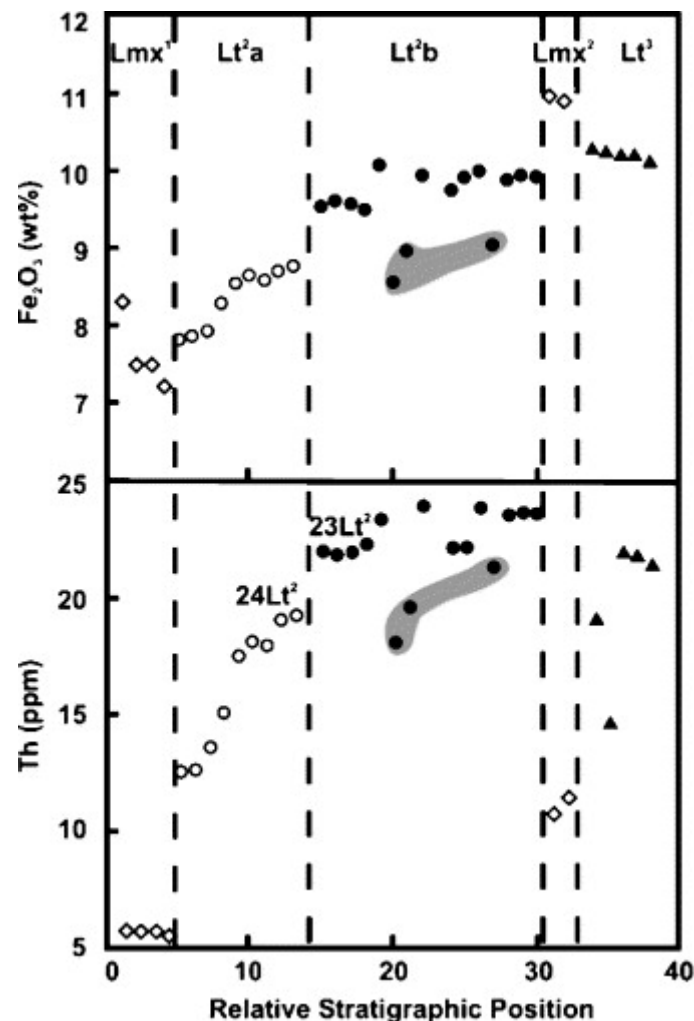 12
Lmx¹ Lt²a Lt²b Lmx² Lt³
11
10
9
8
7
Fe₂O₃ (wt%)
25
23Lt²
24Lt²
20
15
10
5
Th (ppm)
0 10 20 30 40
Relative Stratigraphic Position